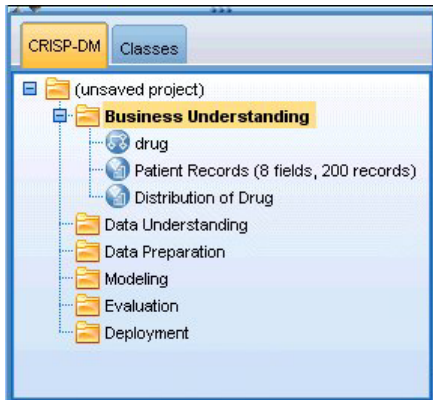 CRISP-DM
Classes
(unsaved project)
Business Understanding
drug
Patient Records (8 fields, 200 records)
Distribution of Drug
Data Understanding
Data Preparation
Modeling
Evaluation
Deployment